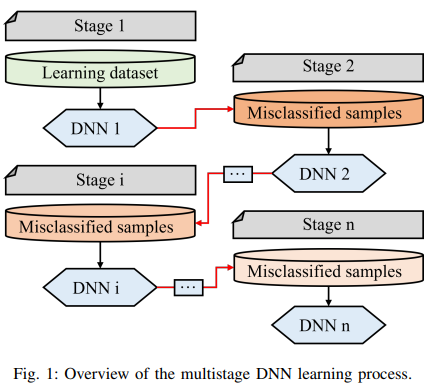 Stage 1
Learning dataset
DNN 1
Stage 2
Misclassified samples
DNN 2
...
Stage i
Misclassified samples
DNN i
...
Stage n
Misclassified samples
DNN n
Fig. 1: Overview of the multistage DNN learning process.